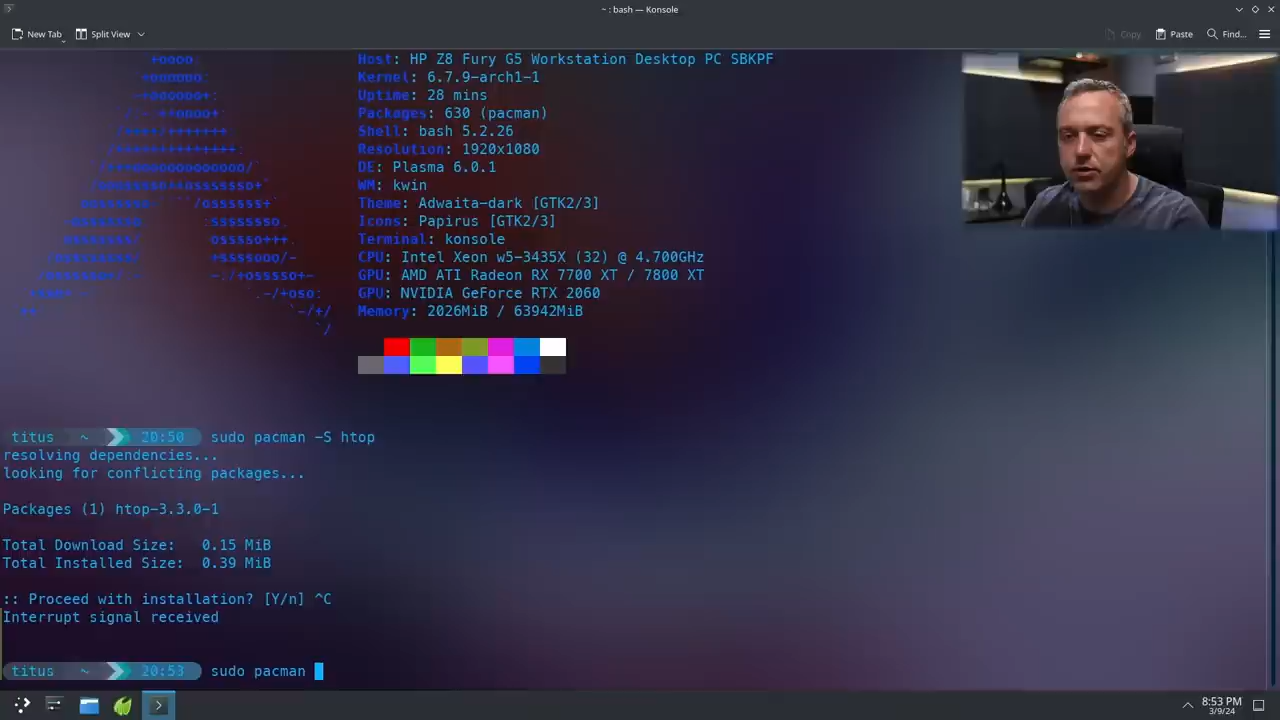 ~ : bash — Konsole
New Tab
Split View
Copy
Paste
Find...
Host: HP Z8 Fury G5 Workstation Desktop PC SBKPF
Kernel: 6.7.9-arch1-1
Uptime: 28 mins
Packages: 630 (pacman)
Shell: bash 5.2.26
Resolution: 1920x1080
DE: Plasma 6.0.1
WM: kwin
Theme: Adwaita-dark [GTK2/3]
Icons: Papirus [GTK2/3]
Terminal: konsole
CPU: Intel Xeon w5-3435X (32) @ 4.700GHz
GPU: AMD ATI Radeon RX 7700 XT / 7800 XT
GPU: NVIDIA GeForce RTX 2060
Memory: 2026MiB / 63942MiB
titus ~ 20:50 sudo pacman -S htop
resolving dependencies...
looking for conflicting packages...
Packages (1) htop-3.3.0-1
Total Download Size: 0.15 MiB
Total Installed Size: 0.39 MiB
:: Proceed with installation? [Y/n] ^C
Interrupt signal received
titus ~ 20:53 sudo pacman
8:53 PM
3/9/24